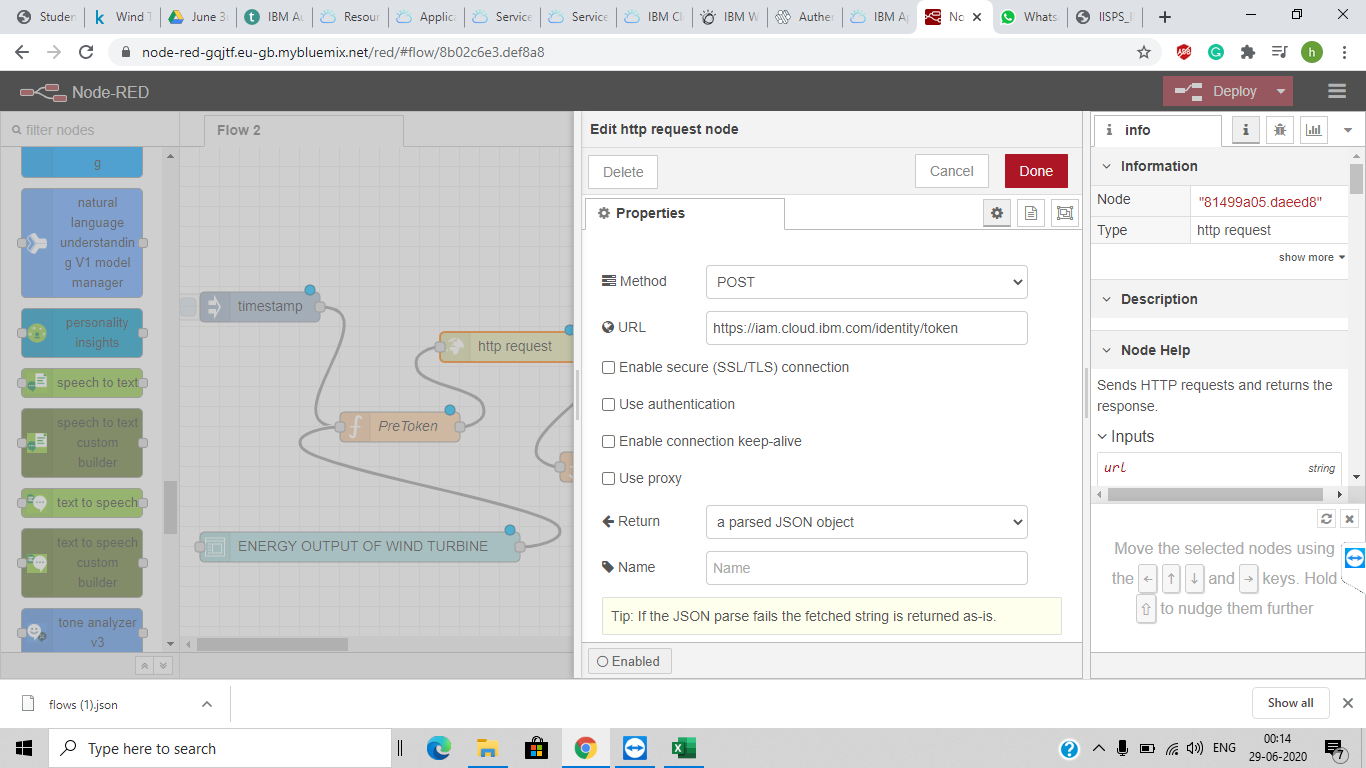 Studen
Wind T
June 3
IBM Au
Resour
Applica
Service
Service
IBM Cl
IBM W
Auther
IBM Ap
No
Whats
IISPS_I
node-red-gqjtf.eu-gb.mybluemix.net/red/#flow/8b02c6e3.def8a8
h
Node-RED
Deploy
filter nodes
Flow 2
g
natural
language
understandin
g V1 model
manager
personality
insights
speech to text
speech to text
custom
builder
text to speech
text to speech
custom
builder
tone analyzer
v3
timestamp
http request
PreToken
ENERGY OUTPUT OF WIND TURBINE
Edit http request node
Delete
Cancel
Done
Properties
Method
POST
URL
https://iam.cloud.ibm.com/identity/token
Enable secure (SSL/TLS) connection
Use authentication
Enable connection keep-alive
Use proxy
Return
a parsed JSON object
Name
Name
Tip: If the JSON parse fails the fetched string is returned as-is.
Enabled
info
Information
Node "81499a05.daeed8"
Type http request
show more
Description
Node Help
Sends HTTP requests and returns the
response.
Inputs
url string
Move the selected nodes using
the ← ↑ ↓ and → keys. Hold
⇧ to nudge them further
flows (1).json
Show all
Type here to search
ENG
00:14
29-06-2020
7